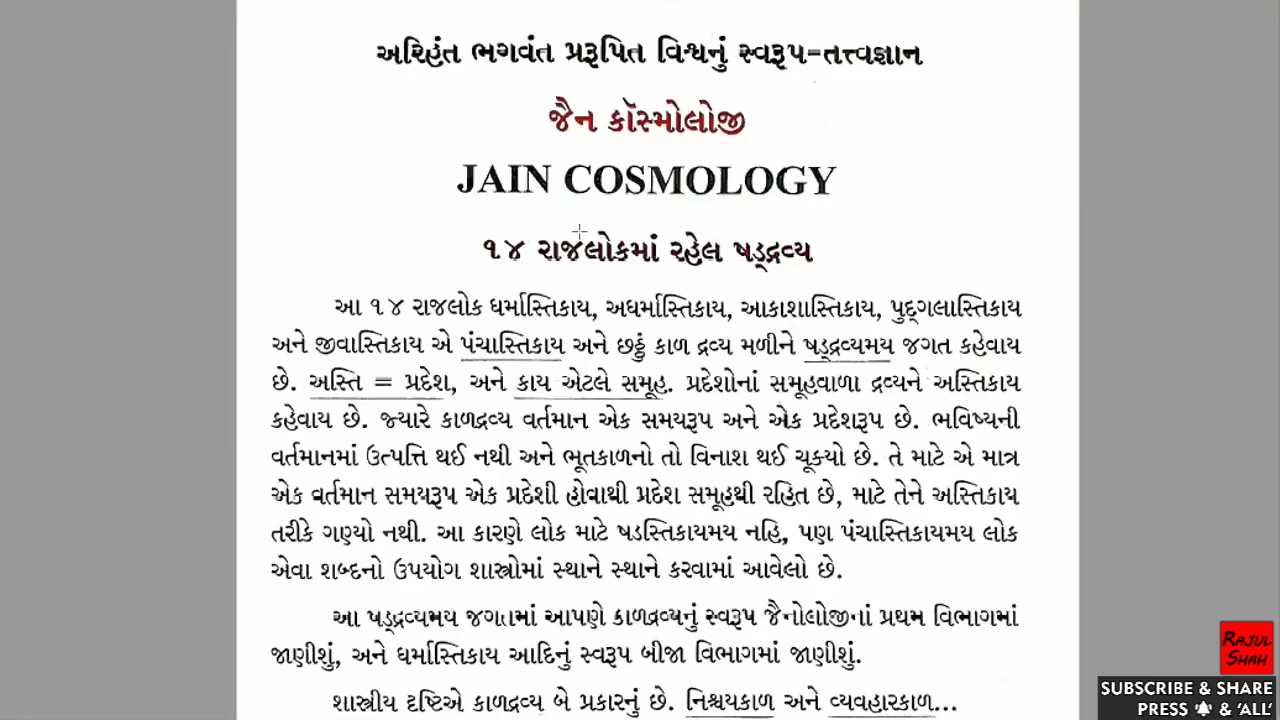 અરિહંત ભગવંત પ્રરૂપિત વિશ્વનું સ્વરૂપ=તત્ત્વજ્ઞાન
જૈન કૉસ્મોલોજી
JAIN COSMOLOGY
૧૪ રાજલોકમાં રહેલ ષડ્દ્રવ્ય
આ ૧૪ રાજલોક ધર્માસ્તિકાય, અધર્માસ્તિકાય, આકાશાસ્તિકાય, પુદ્ગલાસ્તિકાય
અને જીવાસ્તિકાય એ પંચાસ્તિકાય અને છઠ્ઠું કાળ દ્રવ્ય મળીને ષડ્દ્રવ્યમય જગત કહેવાય
છે. અસ્તિ = પ્રદેશ, અને કાય એટલે સમૂહ. પ્રદેશોનાં સમૂહવાળા દ્રવ્યને અસ્તિકાય
કહેવાય છે. જ્યારે કાળદ્રવ્ય વર્તમાન એક સમયરૂપ અને એક પ્રદેશરૂપ છે. ભવિષ્યની
વર્તમાનમાં ઉત્પત્તિ થઈ નથી અને ભૂતકાળનો તો વિનાશ થઈ ચૂક્યો છે. તે માટે એ માત્ર
એક વર્તમાન સમયરૂપ એક પ્રદેશી હોવાથી પ્રદેશ સમૂહથી રહિત છે, માટે તેને અસ્તિકાય
તરીકે ગણ્યો નથી. આ કારણે લોક માટે ષડસ્તિકાયમય નહિ, પણ પંચાસ્તિકાયમય લોક
એવા શબ્દનો ઉપયોગ શાસ્ત્રોમાં સ્થાને સ્થાને કરવામાં આવેલો છે.
આ ષડ્દ્રવ્યમય જગતમાં આપણે કાળદ્રવ્યનું સ્વરૂપ જૈનોલોજીનાં પ્રથમ વિભાગમાં
જાણીશું, અને ધર્માસ્તિકાય આદિનું સ્વરૂપ બીજા વિભાગમાં જાણીશું.
શાસ્ત્રીય દષ્ટિએ કાળદ્રવ્ય બે પ્રકારનું છે. નિશ્ચયકાળ અને વ્યવહારકાળ...
RAJUL
SHAH
SUBSCRIBE & SHARE
PRESS & 'ALL'